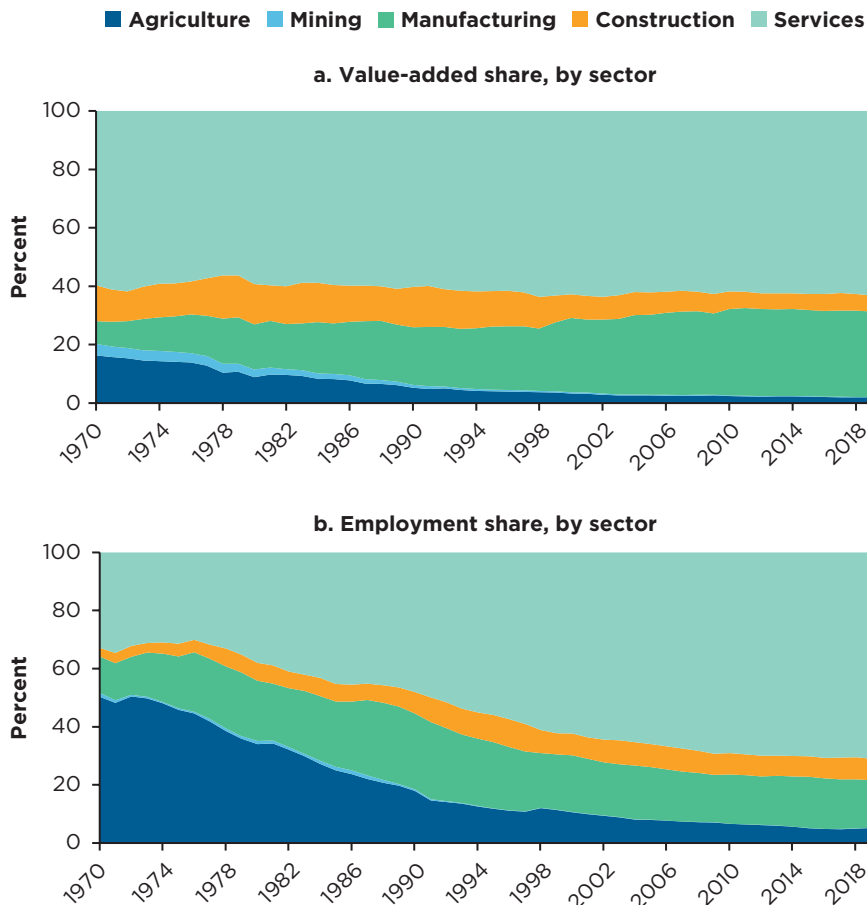 Agriculture Mining Manufacturing Construction Services
a. Value-added share, by sector
Percent
100
80
60
40
20
0
1970 1974 1978 1982 1986 1990 1994 1998 2002 2006 2010 2014 2018
b. Employment share, by sector
Percent
100
80
60
40
20
0
1970 1974 1978 1982 1986 1990 1994 1998 2002 2006 2010 2014 2018